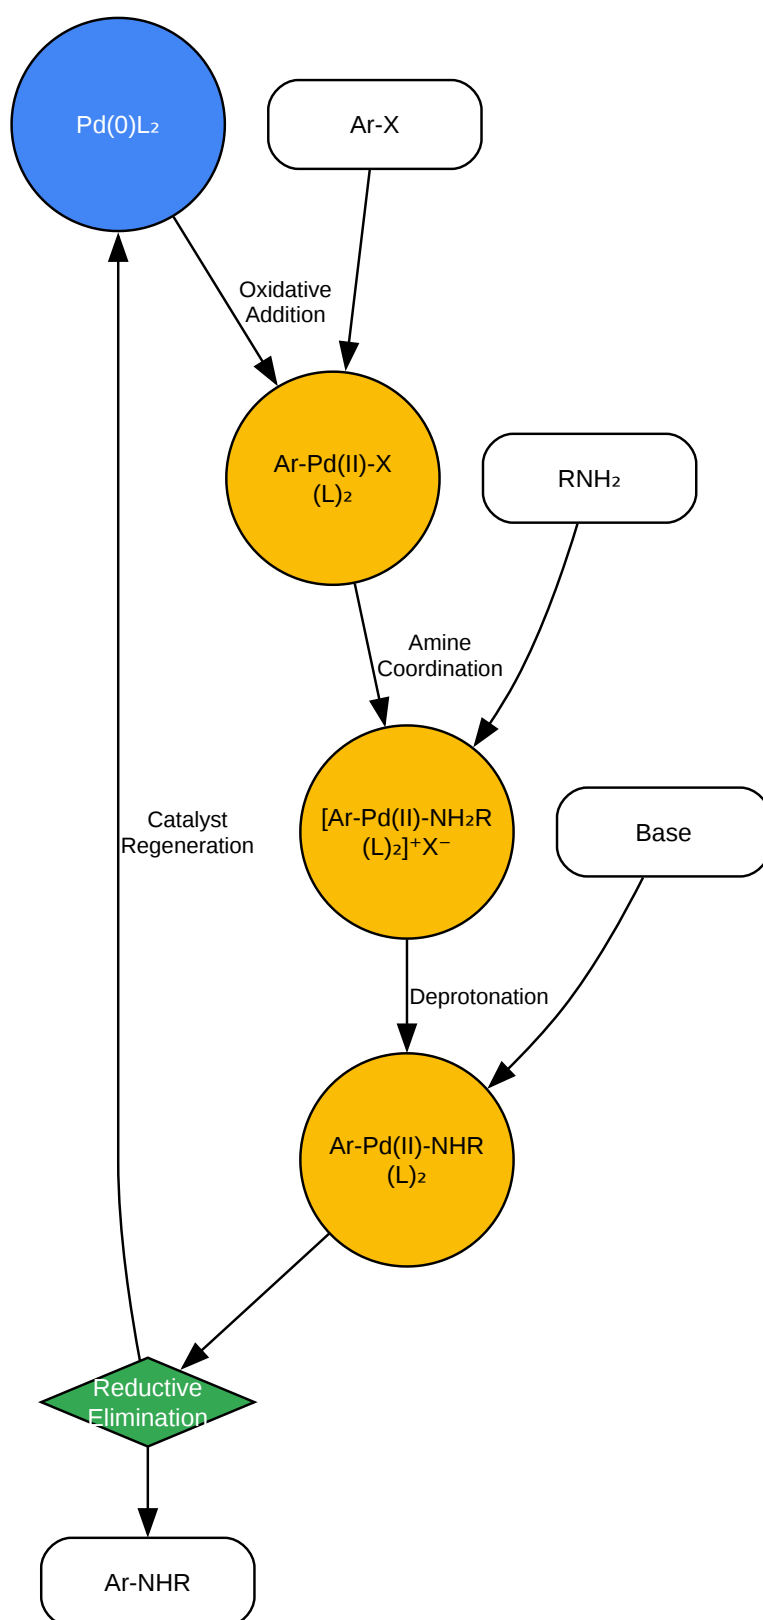 Pd(0)L₂
Ar-X
Oxidative
Addition
Ar-Pd(II)-X
(L)₂
RNH₂
Amine
Coordination
[Ar-Pd(II)-NH₂R
(L)₂]⁺X⁻
Base
Catalyst
Regeneration
Deprotonation
Ar-Pd(II)-NHR
(L)₂
Reductive
Elimination
Ar-NHR